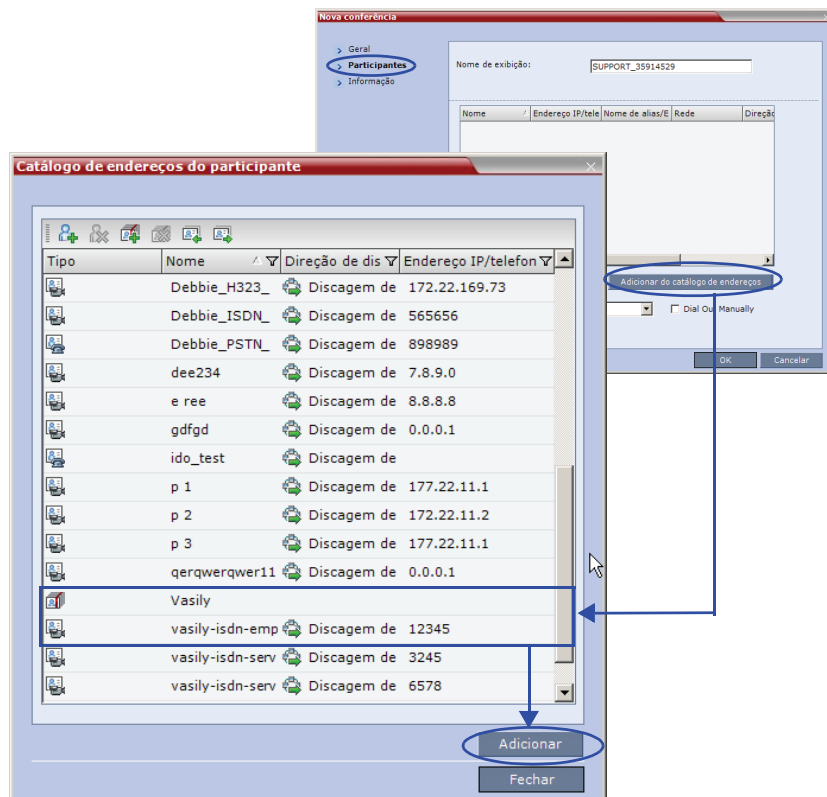 Nova conferência
Geral
Participantes
Informação
Nome de exibição:
SUPPORT_35914529
Nome Endereço IP/tele Nome de alias/E Rede Direção
Adicionar do catálogo de endereços
Dial Out Manually
OK Cancelar
Catálogo de endereços do participante
Tipo Nome Direção de dis Endereço IP/telefon
Debbie_H323_ Discagem de 172.22.169.73
Debbie_ISDN_ Discagem de 565656
Debbie_PSTN_ Discagem de 898989
dee234 Discagem de 7.8.9.0
e ree Discagem de 8.8.8.8
gdfgd Discagem de 0.0.0.1
ido_test Discagem de
p 1 Discagem de 177.22.11.1
p 2 Discagem de 172.22.11.2
p 3 Discagem de 177.22.11.1
qerqwerqwer11 Discagem de 0.0.0.1
Vasily
vasily-isdn-emp Discagem de 12345
vasily-isdn-serv Discagem de 3245
vasily-isdn-serv Discagem de 6578
Adicionar
Fechar